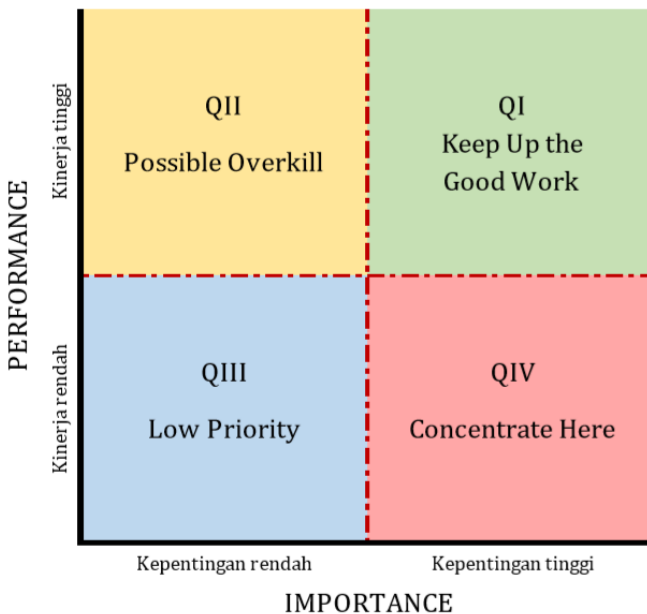 PERFORMANCE
Kinerja tinggi
Kinerja rendah
QII
Possible Overkill
QI
Keep Up the
Good Work
QIII
Low Priority
QIV
Concentrate Here
Kepentingan rendah
Kepentingan tinggi
IMPORTANCE